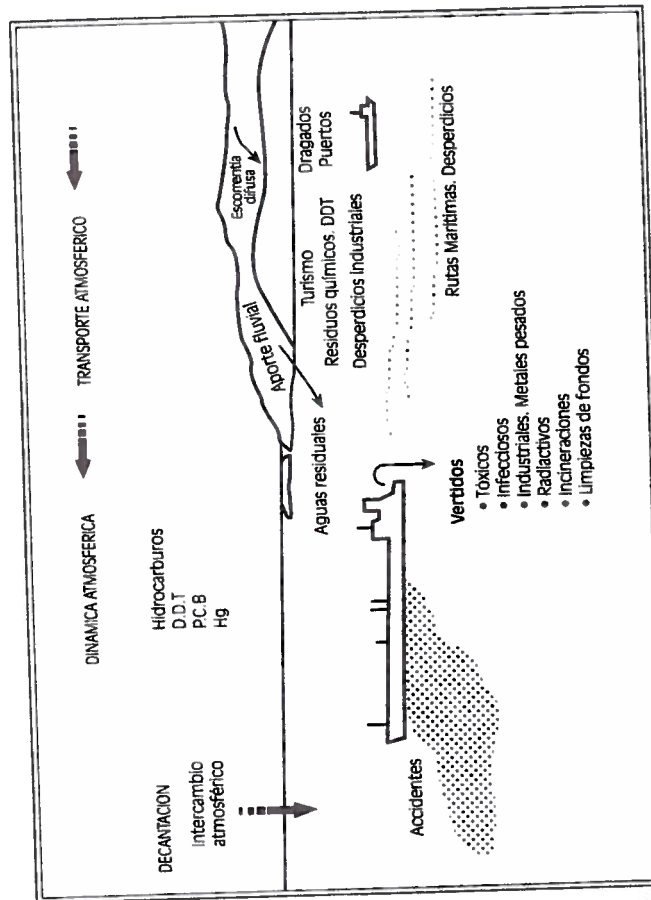 DINAMICA ATMOSFERICA
TRANSPORTE ATMOSFERICO
DECANTACION
Intercambio
atmosférico
Hidrocarburos
D.D.T
P.C.B
Hg
Aporte fluvial
Escorrentía
difusa
Aguas residuales
Turismo
Residuos químicos. DDT
Desperdicios Industriales
Dragados
Puertos
Accidentes
Vertidos
• Tóxicos
• Infecciosos
• Industriales. Metales pesados
• Radiactivos
• Incineraciones
• Limpiezas de fondos
Rutas Marítimas. Desperdicios